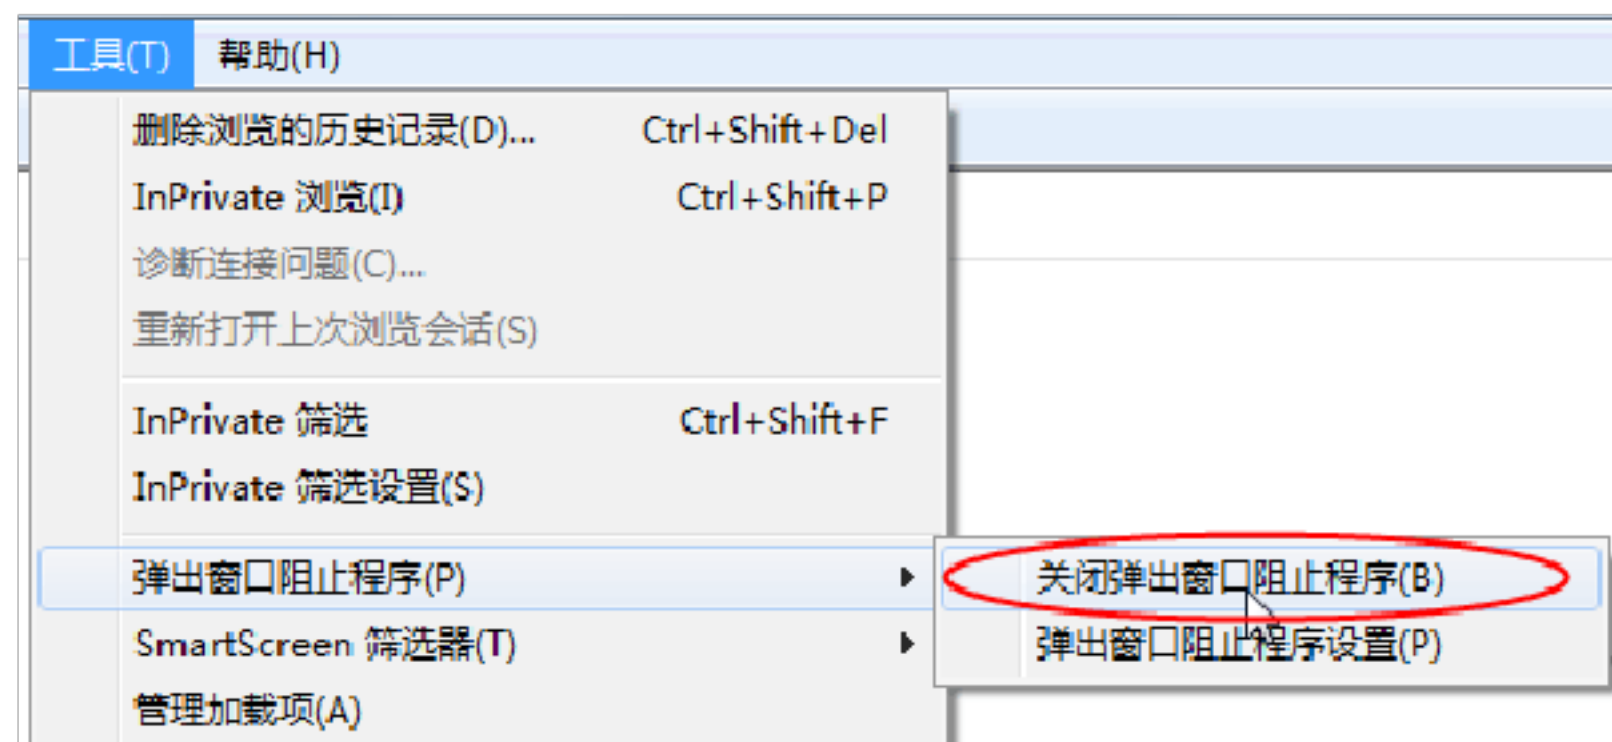 工具(T) 帮助(H)
删除浏览的历史记录(D)... Ctrl+Shift+Del
InPrivate 浏览(I) Ctrl+Shift+P
诊断连接问题(C)...
重新打开上次浏览会话(S)
InPrivate 筛选 Ctrl+Shift+F
InPrivate 筛选设置(S)
弹出窗口阻止程序(P)
关闭弹出窗口阻止程序(B)
SmartScreen 筛选器(T)
弹出窗口阻止程序设置(P)
管理加载项(A)